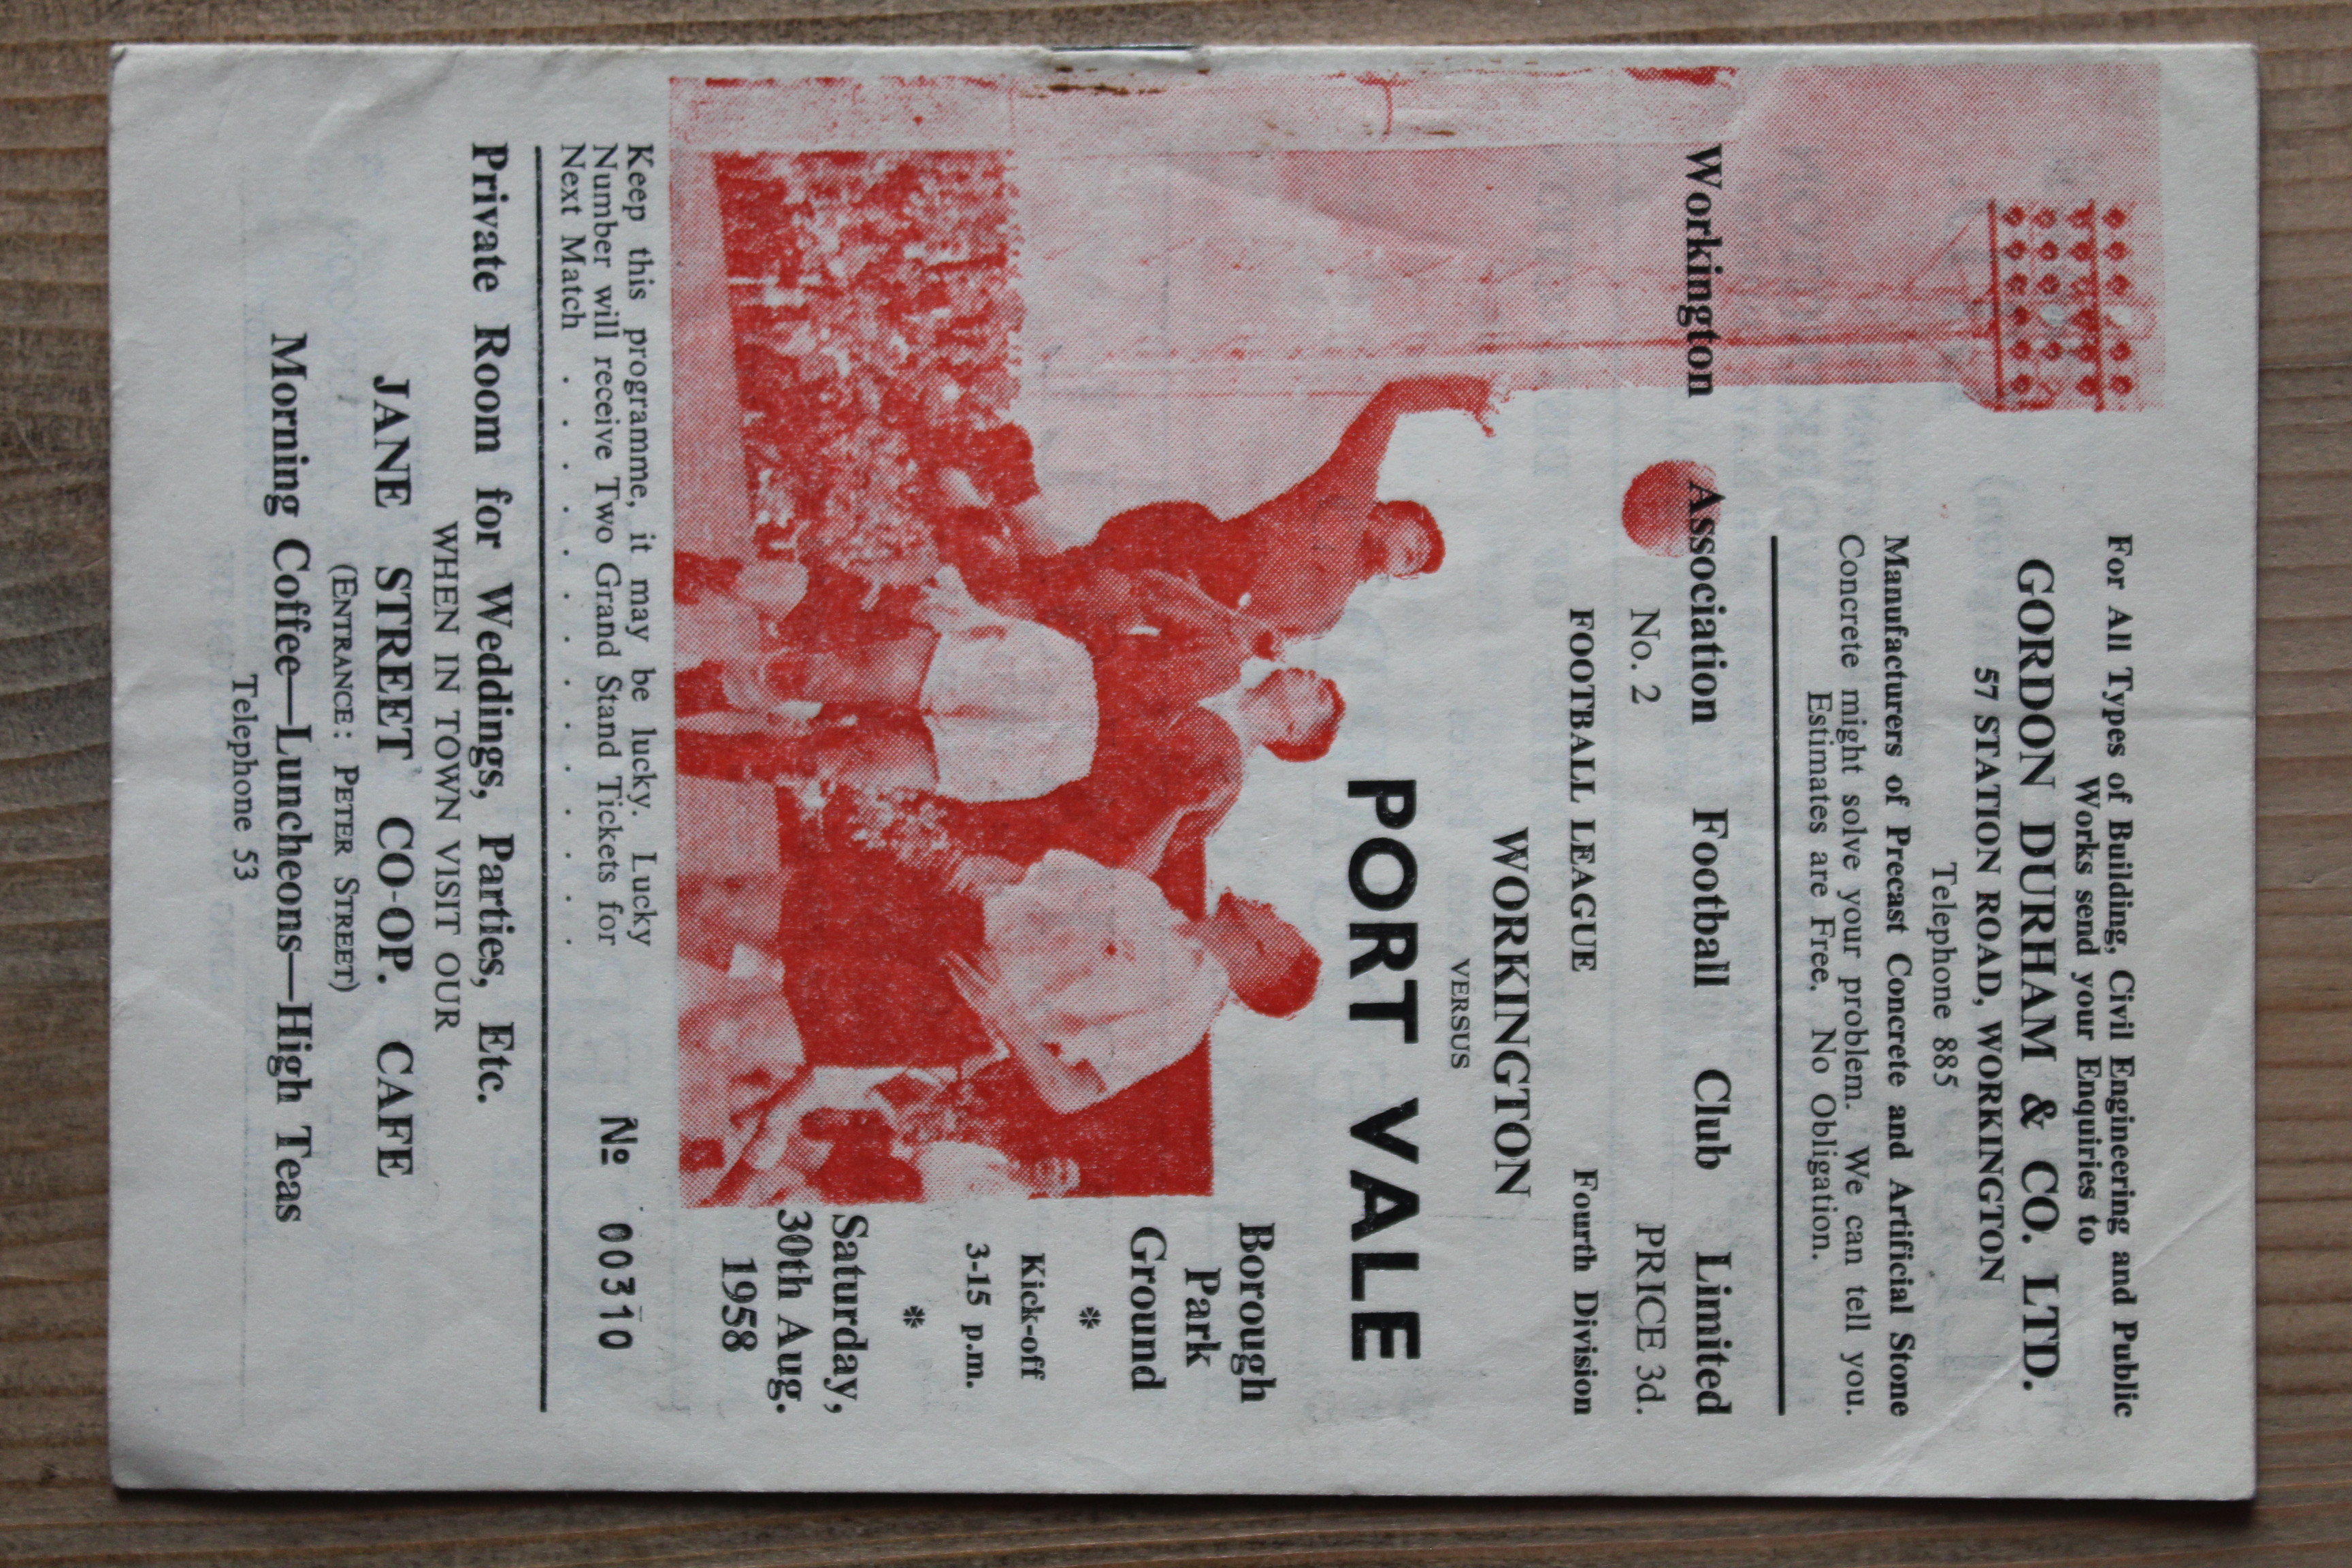 For All Types of Building, Civil Engineering and Public
Works send your Enquiries to
GORDON DURHAM & CO. LTD.
57 STATION ROAD, WORKINGTON
Telephone 885
Manufacturers of Precast Concrete and Artificial Stone
Concrete might solve your problem. We can tell you.
Estimates are Free. No Obligation.
Workington Association Football Club Limited
No. 2 PRICE 3d.
FOOTBALL LEAGUE Fourth Division
WORKINGTON
VERSUS
PORT VALE
Borough
Park
Ground
*
Kick-off
3-15 p.m.
*
Saturday,
30th Aug.
1958
Keep this programme, it may be lucky. Lucky
Number will receive Two Grand Stand Tickets for
Next Match . . . . . . . . . . . . . .
No 00310
Private Room for Weddings, Parties, Etc.
WHEN IN TOWN VISIT OUR
JANE STREET CO-OP. CAFE
(ENTRANCE: PETER STREET)
Morning Coffee—Luncheons—High Teas
Telephone 53